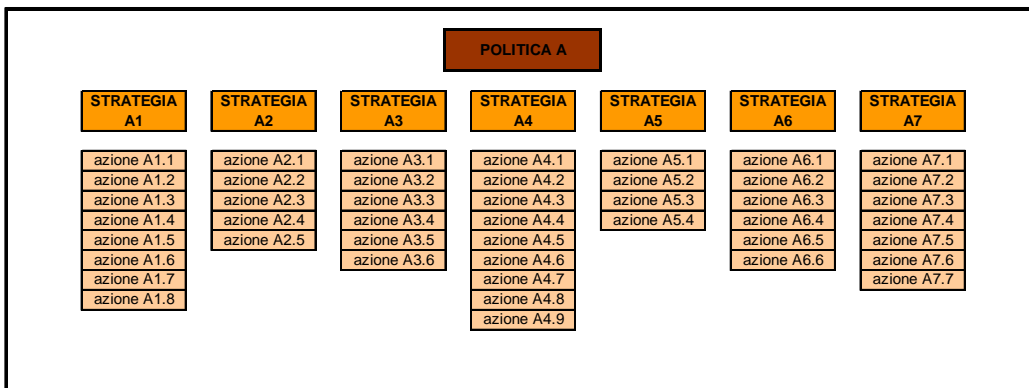 POLITICA A
STRATEGIA
A1
STRATEGIA
A2
STRATEGIA
A3
STRATEGIA
A4
STRATEGIA
A5
STRATEGIA
A6
STRATEGIA
A7
azione A1.1
azione A1.2
azione A1.3
azione A1.4
azione A1.5
azione A1.6
azione A1.7
azione A1.8
azione A2.1
azione A2.2
azione A2.3
azione A2.4
azione A2.5
azione A3.1
azione A3.2
azione A3.3
azione A3.4
azione A3.5
azione A3.6
azione A4.1
azione A4.2
azione A4.3
azione A4.4
azione A4.5
azione A4.6
azione A4.7
azione A4.8
azione A4.9
azione A5.1
azione A5.2
azione A5.3
azione A5.4
azione A6.1
azione A6.2
azione A6.3
azione A6.4
azione A6.5
azione A6.6
azione A7.1
azione A7.2
azione A7.3
azione A7.4
azione A7.5
azione A7.6
azione A7.7